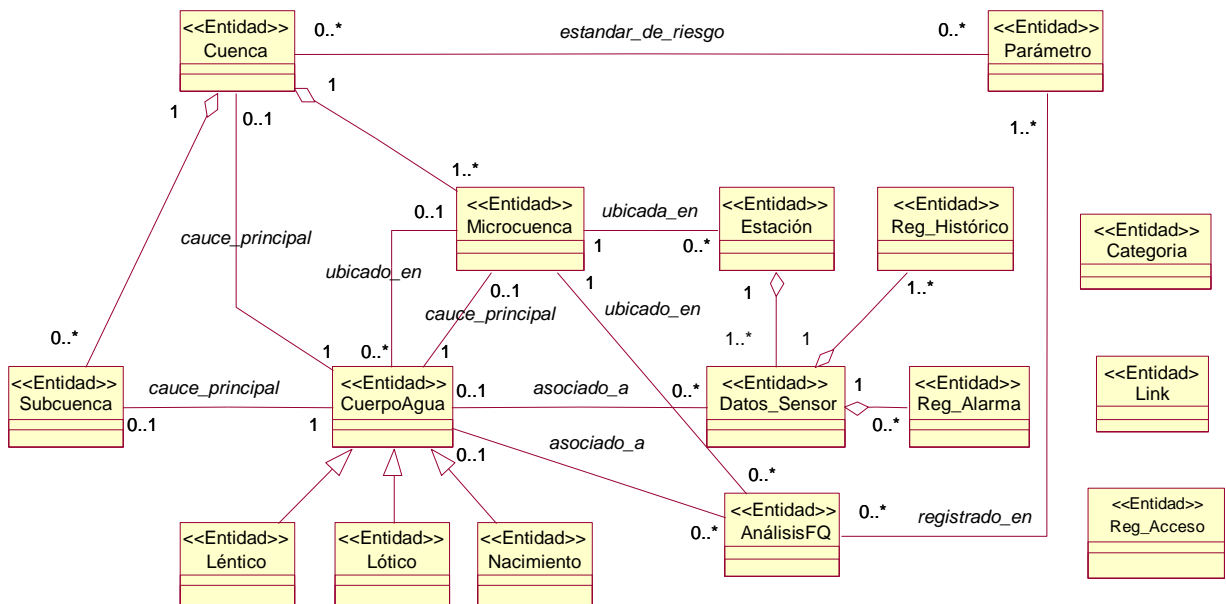 <<Entidad>>
Cuenca
0..*
estandar_de_riesgo
0..*
<<Entidad>>
Parámetro
1
0..1
1
1..*
1..*
<<Entidad>>
Microcuenca
0..1
ubicada_en
1
0..*
<<Entidad>>
Estación
<<Entidad>>
Reg_Histórico
<<Entidad>>
Categoria
cauce_principal
ubicado_en
0..1
cauce_principal
1
ubicado_en
1
1..*
1..*
1
0..*
1
0..*
1
<<Entidad>>
Subcuenca
cauce_principal
0..1
1
<<Entidad>>
CuerpoAgua
0..1
asociado_a
0..*
<<Entidad>>
Datos_Sensor
1
0..*
<<Entidad>>
Reg_Alarma
<<Entidad>
Link
asociado_a
0..1
0..*
0..*
<<Entidad>>
AnálisisFQ
0..*
registrado_en
<<Entidad>>
Reg_Acceso
<<Entidad>>
Léntico
<<Entidad>>
Lótico
<<Entidad>>
Nacimiento